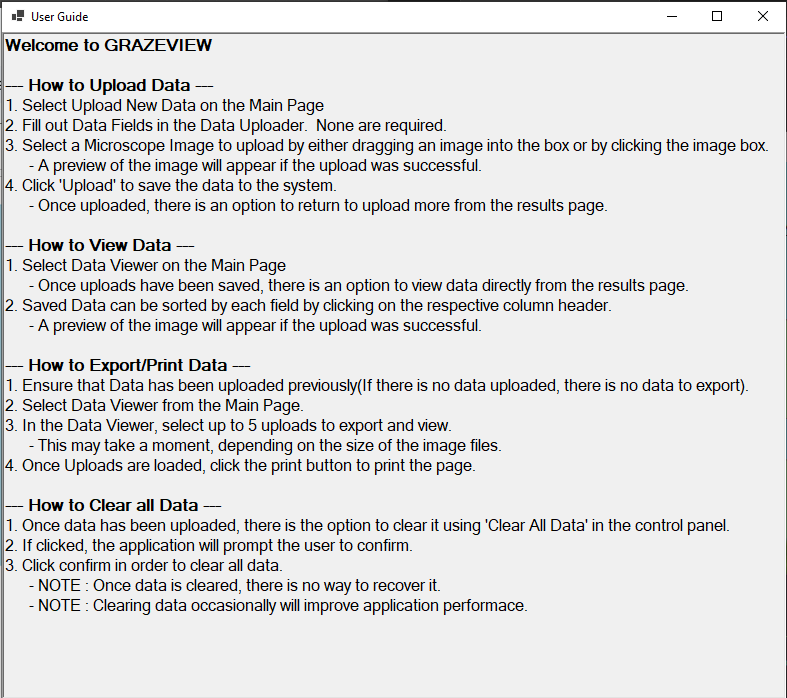 User Guide
Welcome to GRAZEVIEW
--- How to Upload Data ---
1. Select Upload New Data on the Main Page
2. Fill out Data Fields in the Data Uploader.  None are required.
3. Select a Microscope Image to upload by either dragging an image into the box or by clicking the image box.
- A preview of the image will appear if the upload was successful.
4. Click 'Upload' to save the data to the system.
- Once uploaded, there is an option to return to upload more from the results page.
--- How to View Data ---
1. Select Data Viewer on the Main Page
- Once uploads have been saved, there is an option to view data directly from the results page.
2. Saved Data can be sorted by each field by clicking on the respective column header.
- A preview of the image will appear if the upload was successful.
--- How to Export/Print Data ---
1. Ensure that Data has been uploaded previously(If there is no data uploaded, there is no data to export).
2. Select Data Viewer from the Main Page.
3. In the Data Viewer, select up to 5 uploads to export and view.
- This may take a moment, depending on the size of the image files.
4. Once Uploads are loaded, click the print button to print the page.
--- How to Clear all Data ---
1. Once data has been uploaded, there is the option to clear it using 'Clear All Data' in the control panel.
2. If clicked, the application will prompt the user to confirm.
3. Click confirm in order to clear all data.
- NOTE : Once data is cleared, there is no way to recover it.
- NOTE : Clearing data occasionally will improve application performace.